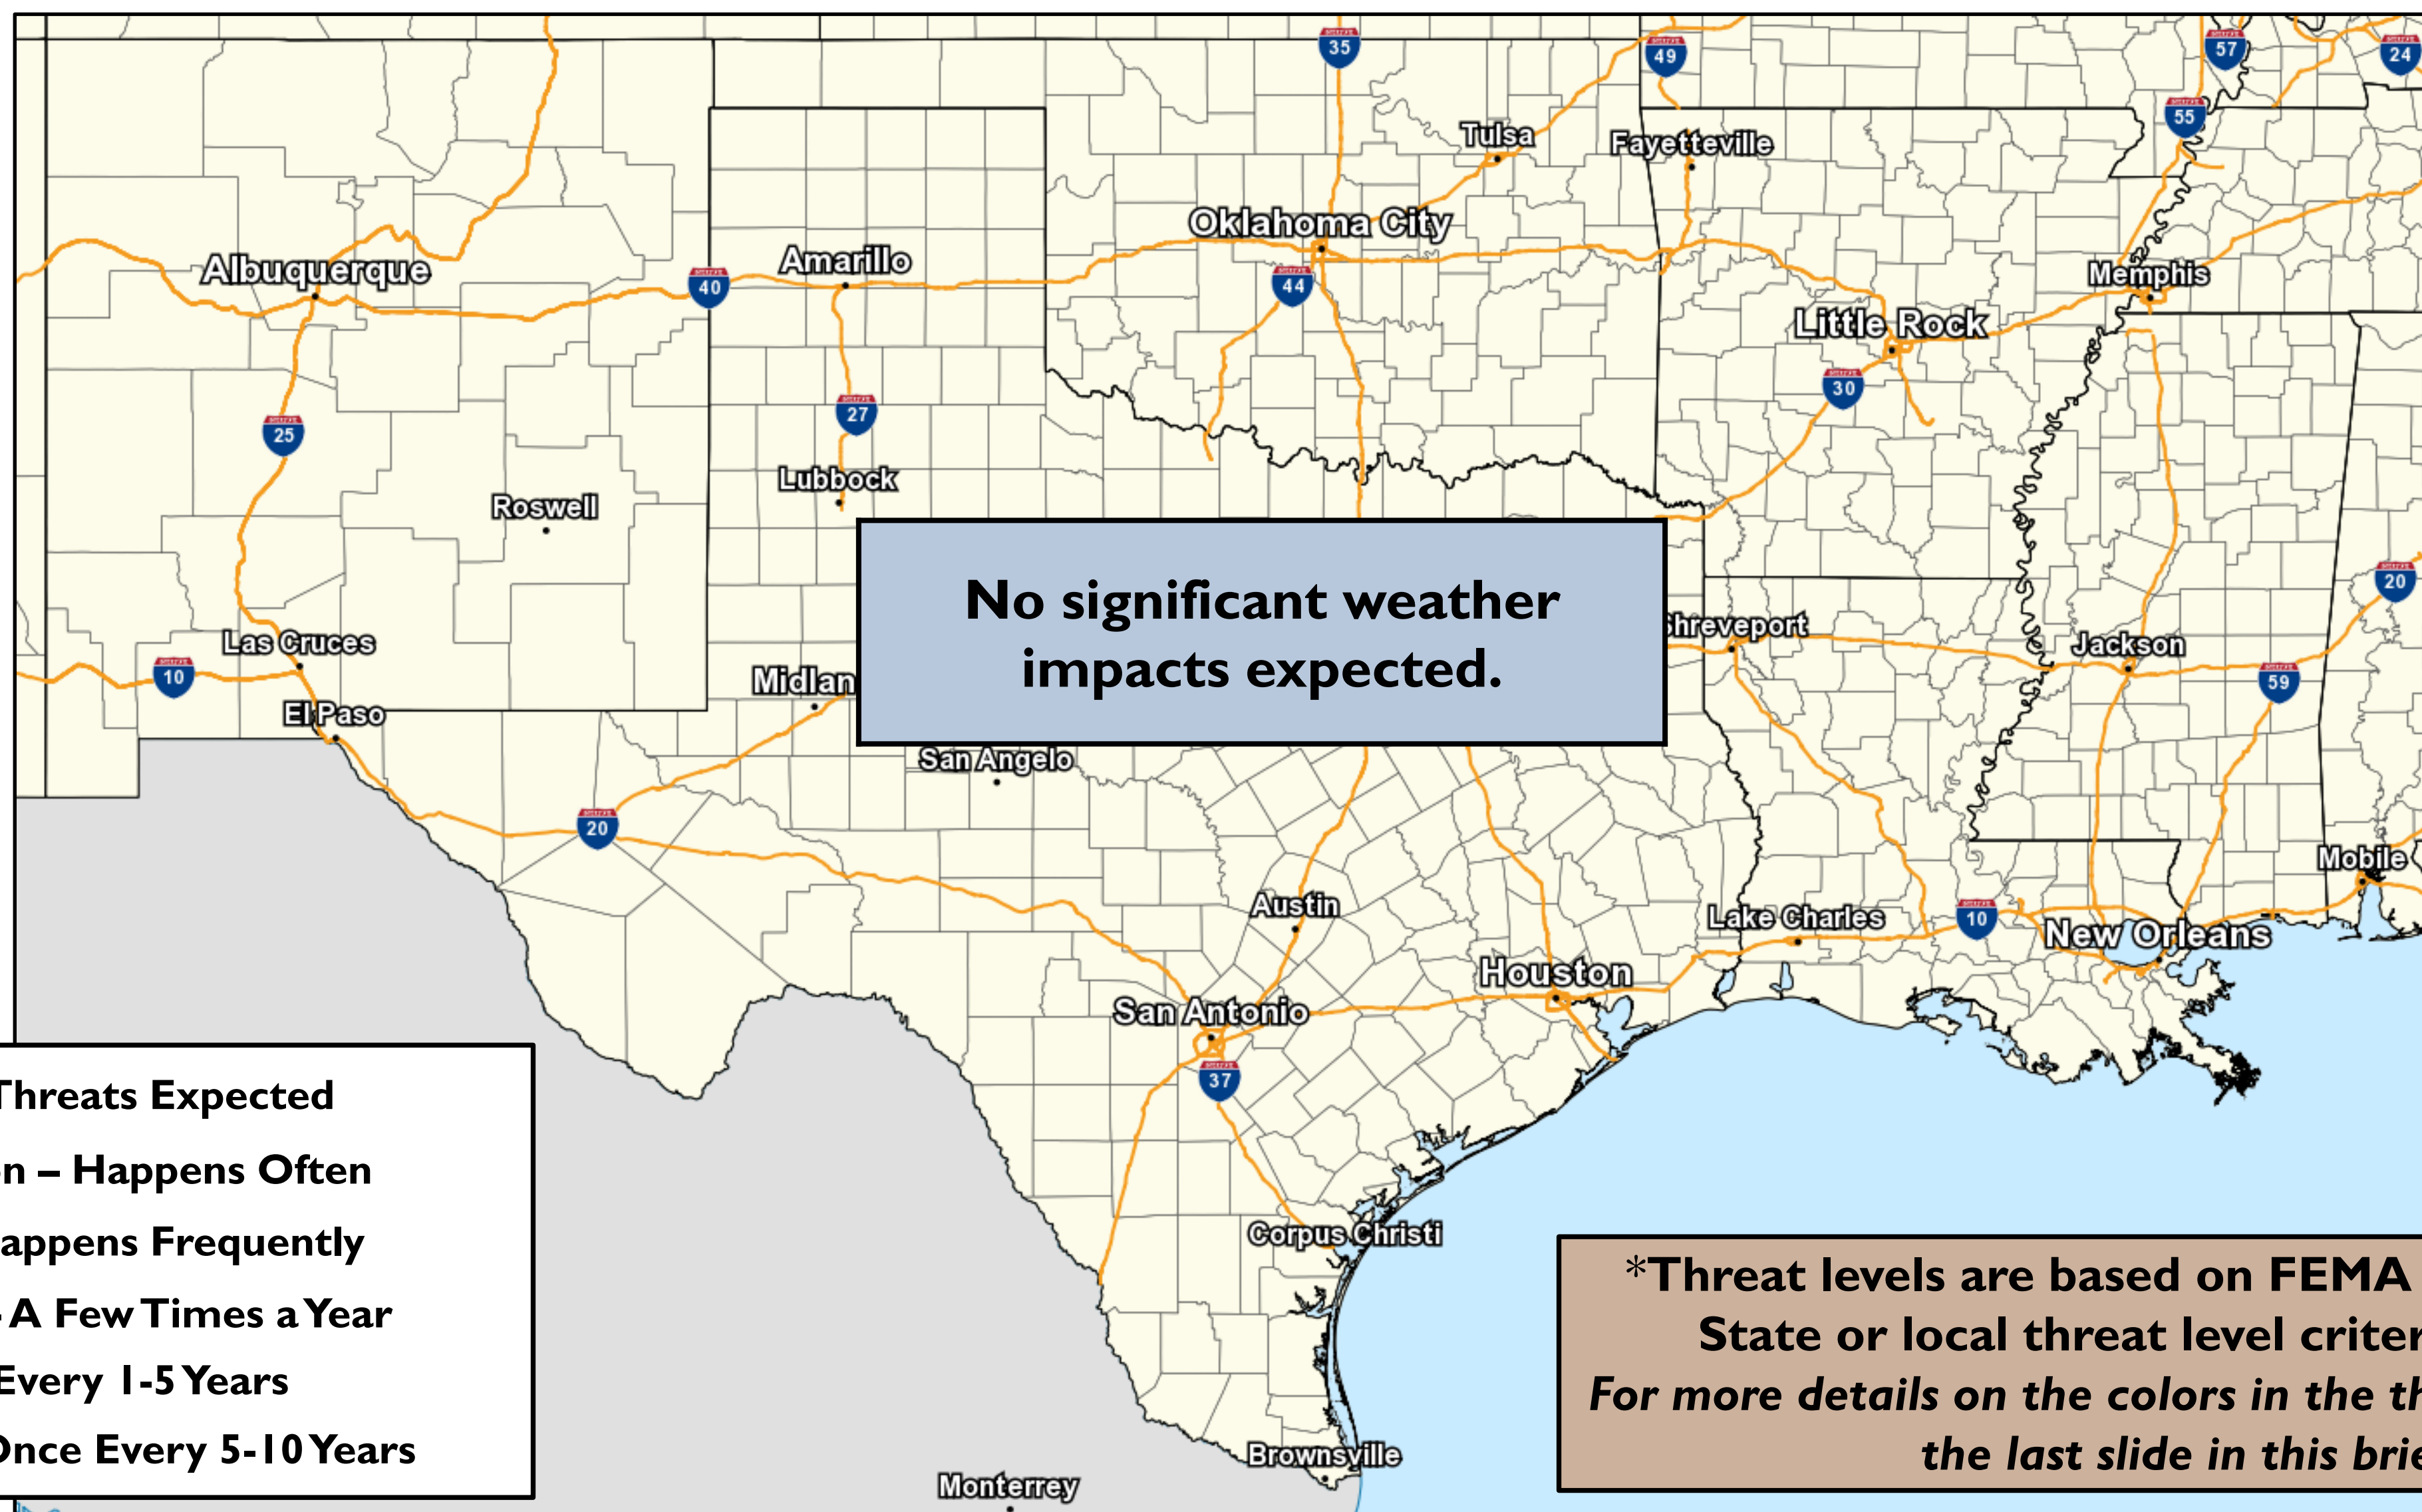 35
49
57
24
55
Tulsa
Fayetteville
Oklahoma City
Albuquerque
Amarillo
40
44
Memphis
Little Rock
30
27
25
Lubbock
Roswell
No significant weather
impacts expected.
20
Shreveport
Las Cruces
Jackson
10
Midlan
59
El Paso
San Angelo
20
Mobile
Austin
Lake Charles
10
New Orleans
Houston
San Antonio
37
Threats Expected
n – Happens Often
appens Frequently
- A Few Times a Year
Every 1-5 Years
Once Every 5-10 Years
Corpus Christi
*Threat levels are based on FEMA
State or local threat level criter
For more details on the colors in the th
the last slide in this brie
Brownsville
Monterrey